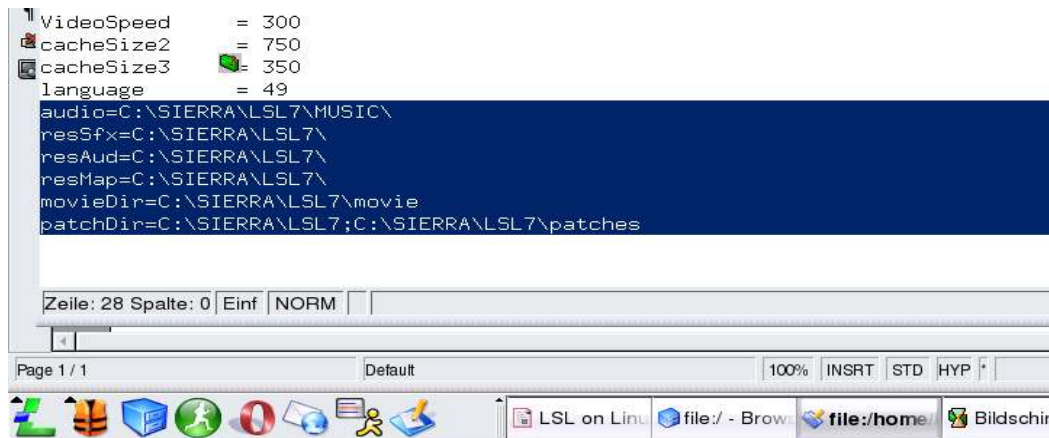 VideoSpeed = 300
cacheSize2 = 750
cacheSize3 = 350
language = 49
audio=C:\SIERRA\LSL7\MUSIC\
resSfx=C:\SIERRA\LSL7\
resAud=C:\SIERRA\LSL7\
resMap=C:\SIERRA\LSL7\
movieDir=C:\SIERRA\LSL7\movie
patchDir=C:\SIERRA\LSL7;C:\SIERRA\LSL7\patches
Zeile: 28 Spalte: 0 Einf NORM
Page 1 / 1 Default 100% INSRT STD HYP *
LSL on Linu file:/ - Brow file:/home/ Bildschir